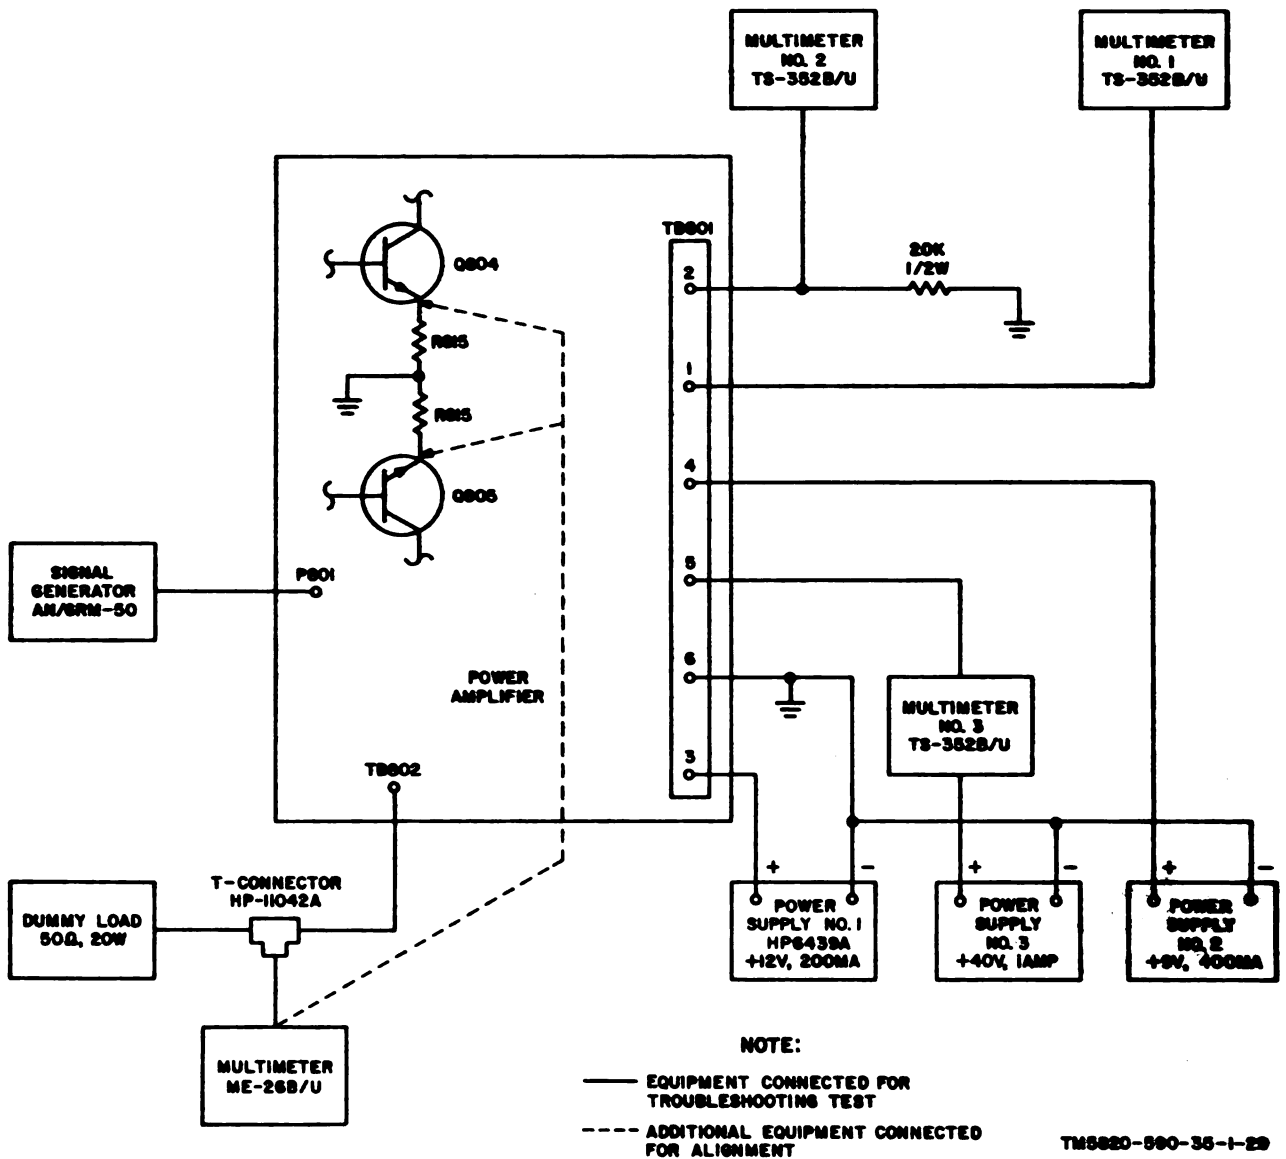 MULTIMETER
NO. 2
TS-352B/U
MULTIMETER
NO. 1
TS-352B/U
TB801
2
20K
1/2W
Q804
R815
1
R815
4
Q805
SIGNAL
GENERATOR
AN/GRM-50
P801
5
6
POWER
AMPLIFIER
MULTIMETER
NO. 3
TS-352B/U
3
TB802
+
-
+
-
+
-
T-CONNECTOR
HP-11042A
DUMMY LOAD
50Ω, 20W
POWER
SUPPLY NO. 1
HP6439A
+12V, 200MA
POWER
SUPPLY
NO. 3
+40V, 1AMP
POWER
SUPPLY
NO. 2
+9V, 400MA
MULTIMETER
ME-26B/U
NOTE:
EQUIPMENT CONNECTED FOR
TROUBLESHOOTING TEST
ADDITIONAL EQUIPMENT CONNECTED
FOR ALIGNMENT
TM5820-590-35-1-29